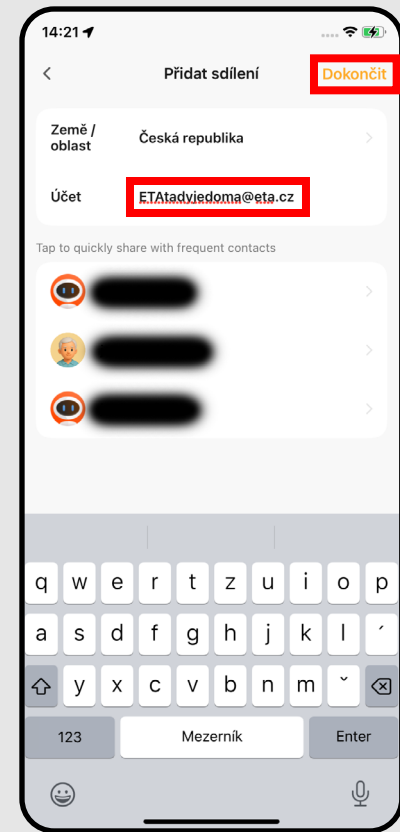 14:21
Přidat sdílení
Dokončit
Země / oblast
Česká republika
Účet
ETAtadvjedoma@eta.cz
Tap to quickly share with frequent contacts
q w e r t z u i o p
a s d f g h j k l ´
y x c v b n m ˇ
123 Mezerník Enter